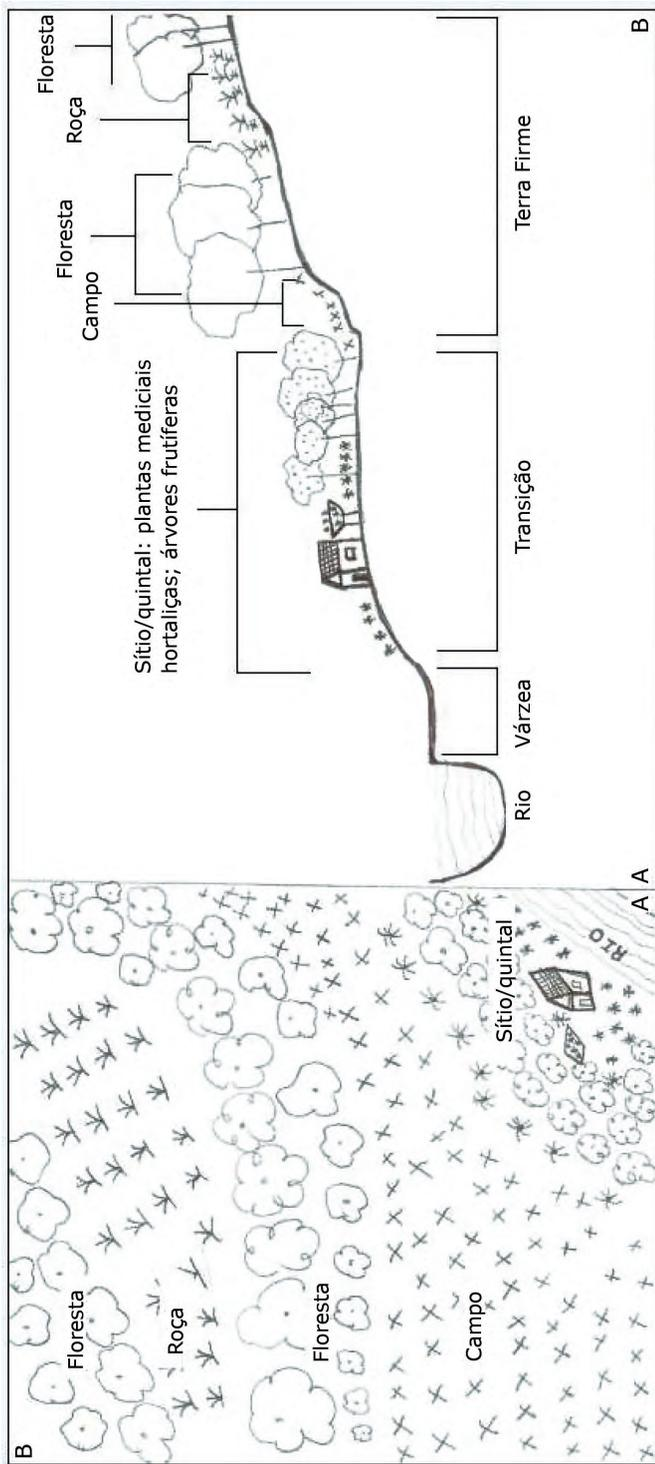 Floresta
Roça
Floresta
Campo
Sítio/quintal: plantas mediciais
hortaliças; árvores frutíferas
Terra Firme
Transição
Várzea
Rio
B
A
B
Floresta
Roça
Floresta
Campo
Sítio/quintal
RIO
A